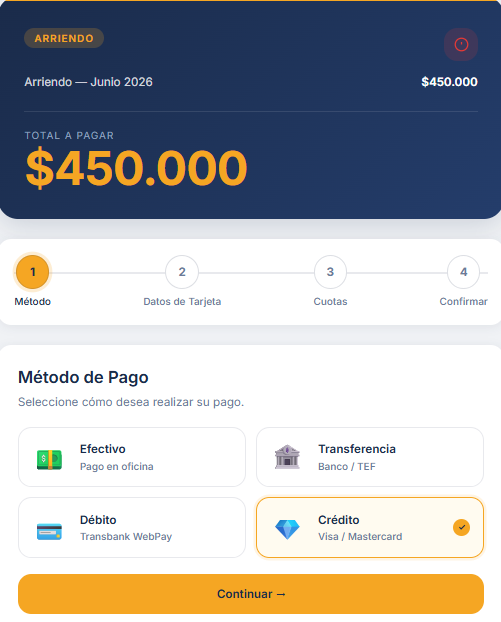 ARRIENDO
Arriendo — Junio 2026 $450.000
TOTAL A PAGAR
$450.000
1 2 3 4
Método Datos de Tarjeta Cuotas Confirmar
Método de Pago
Seleccione cómo desea realizar su pago.
Efectivo
Pago en oficina
Transferencia
Banco / TEF
Débito
Transbank WebPay
Crédito
Visa / Mastercard
Continuar →